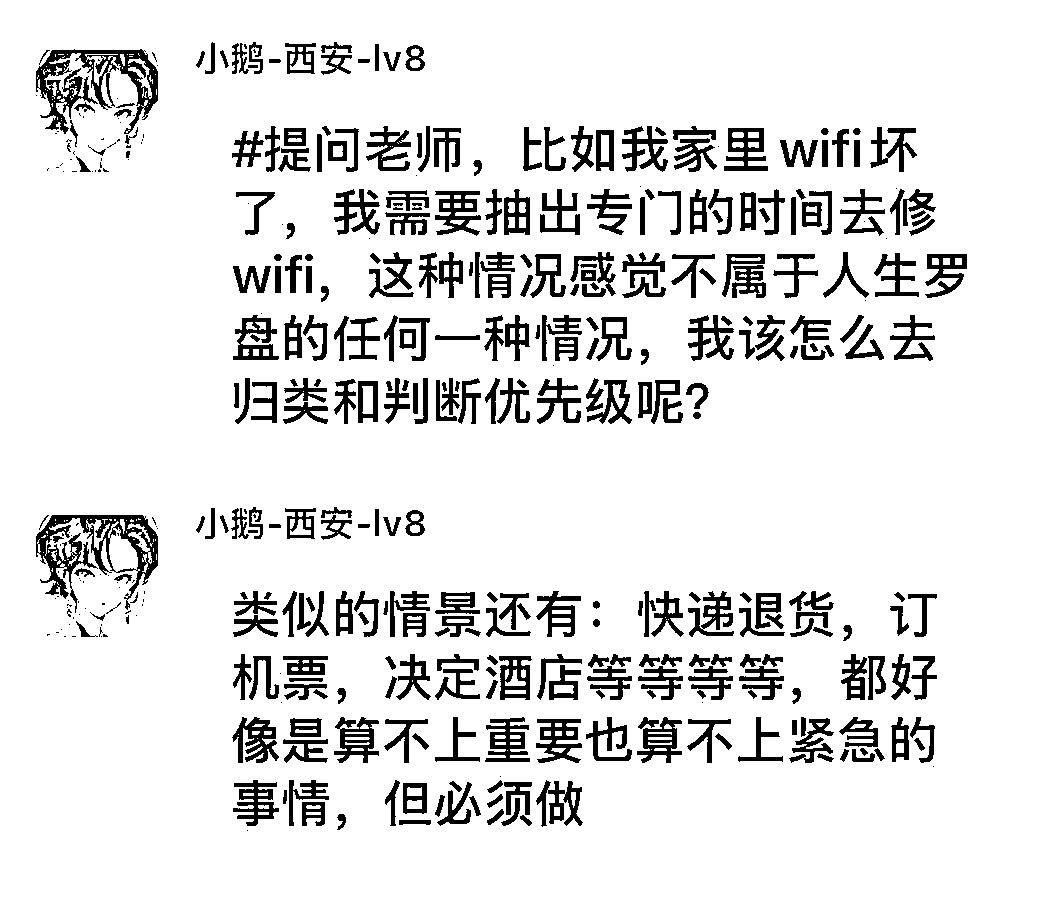 小鹅-西安-lv8
#提问老师，比如我家里wifi坏
了，我需要抽出专门的时间去修
wifi，这种情况感觉不属于人生罗
盘的任何一种情况，我该怎么去
归类和判断优先级呢?
小鹅-西安-lv8
类似的情景还有：快递退货，订
机票，决定酒店等等等等，都好
像是算不上重要也算不上紧急的
事情，但必须做